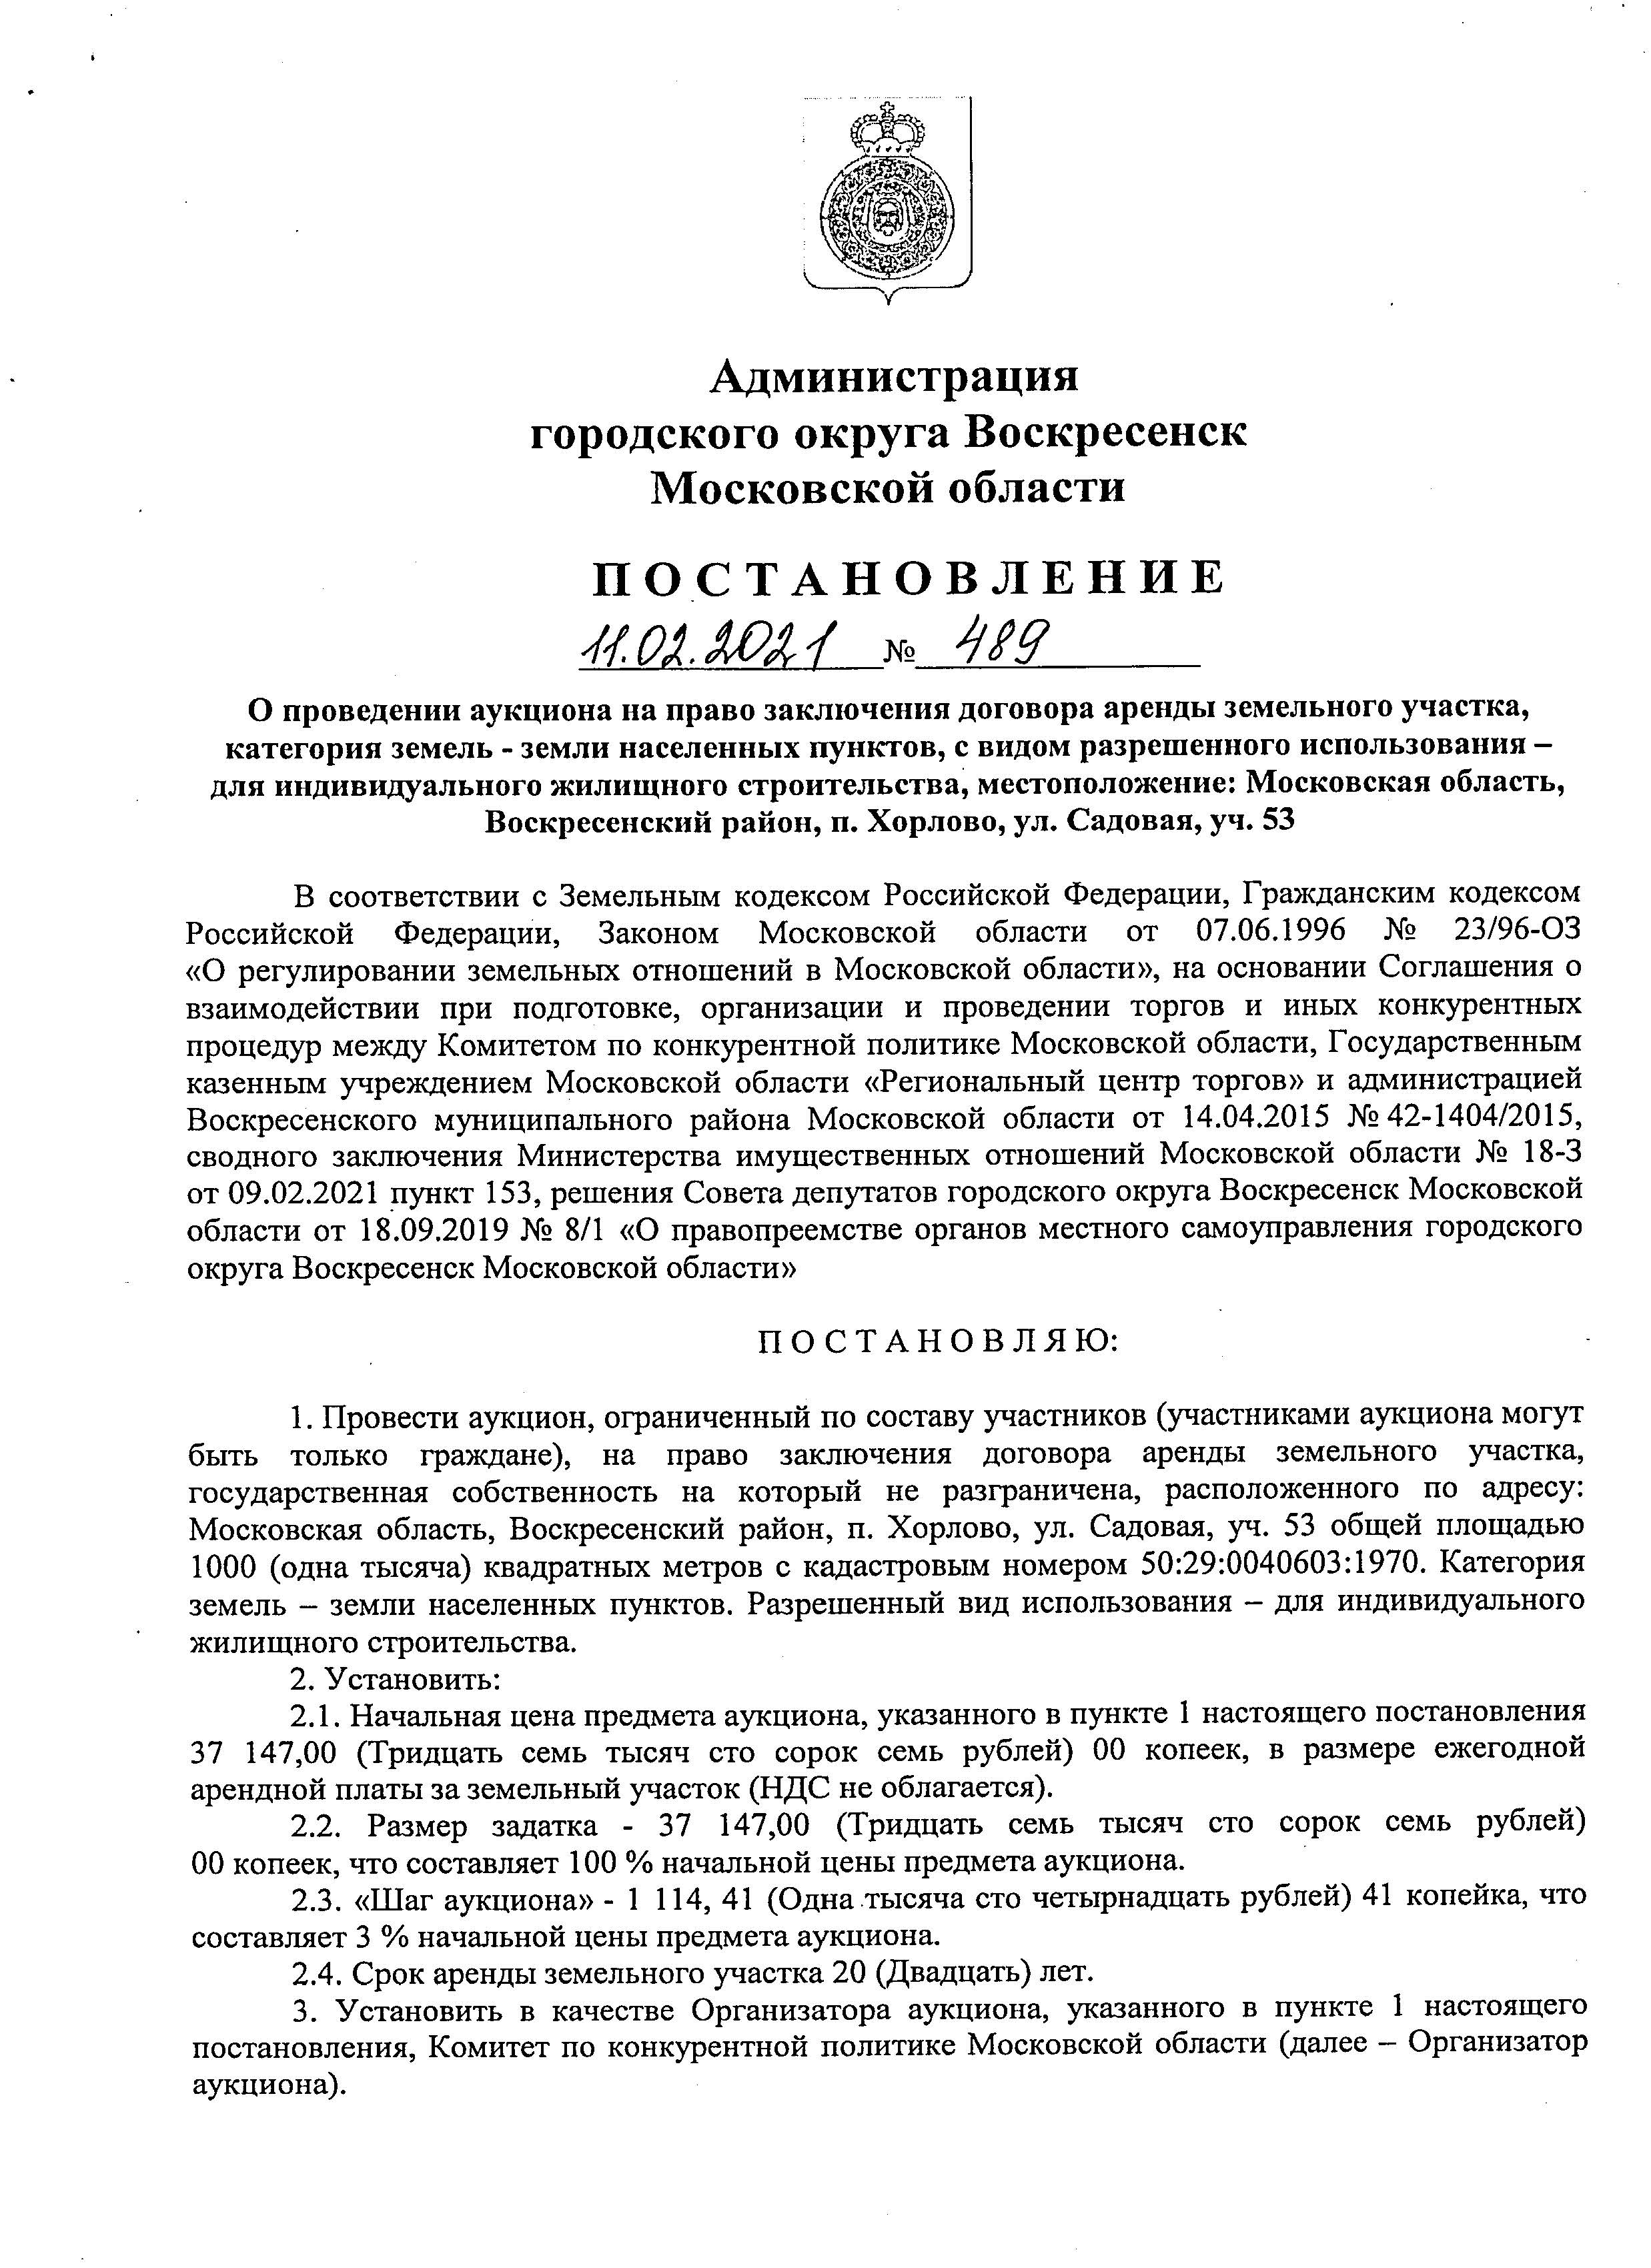 Администрация
городского округа Воскресенск
Московской области
ПОСТАНОВЛЕНИЕ
11.02.2021 № 489
О проведении аукциона на право заключения договора аренды земельного участка,
категория земель - земли населенных пунктов, с видом разрешенного использования –
для индивидуального жилищного строительства, местоположение: Московская область,
Воскресенский район, п. Хорлово, ул. Садовая, уч. 53
В соответствии с Земельным кодексом Российской Федерации, Гражданским кодексом
Российской Федерации, Законом Московской области от 07.06.1996 № 23/96-ОЗ
«О регулировании земельных отношений в Московской области», на основании Соглашения о
взаимодействии при подготовке, организации и проведении торгов и иных конкурентных
процедур между Комитетом по конкурентной политике Московской области, Государственным
казенным учреждением Московской области «Региональный центр торгов» и администрацией
Воскресенского муниципального района Московской области от 14.04.2015 № 42-1404/2015,
сводного заключения Министерства имущественных отношений Московской области № 18-З
от 09.02.2021 пункт 153, решения Совета депутатов городского округа Воскресенск Московской
области от 18.09.2019 № 8/1 «О правопреемстве органов местного самоуправления городского
округа Воскресенск Московской области»
ПОСТАНОВЛЯЮ:
1. Провести аукцион, ограниченный по составу участников (участниками аукциона могут
быть только граждане), на право заключения договора аренды земельного участка,
государственная собственность на который не разграничена, расположенного по адресу:
Московская область, Воскресенский район, п. Хорлово, ул. Садовая, уч. 53 общей площадью
1000 (одна тысяча) квадратных метров с кадастровым номером 50:29:0040603:1970. Категория
земель – земли населенных пунктов. Разрешенный вид использования – для индивидуального
жилищного строительства.
2. Установить:
2.1. Начальная цена предмета аукциона, указанного в пункте 1 настоящего постановления
37 147,00 (Тридцать семь тысяч сто сорок семь рублей) 00 копеек, в размере ежегодной
арендной платы за земельный участок (НДС не облагается).
2.2. Размер задатка - 37 147,00 (Тридцать семь тысяч сто сорок семь рублей)
00 копеек, что составляет 100 % начальной цены предмета аукциона.
2.3. «Шаг аукциона» - 1 114, 41 (Одна тысяча сто четырнадцать рублей) 41 копейка, что
составляет 3 % начальной цены предмета аукциона.
2.4. Срок аренды земельного участка 20 (Двадцать) лет.
3. Установить в качестве Организатора аукциона, указанного в пункте 1 настоящего
постановления, Комитет по конкурентной политике Московской области (далее – Организатор
аукциона).